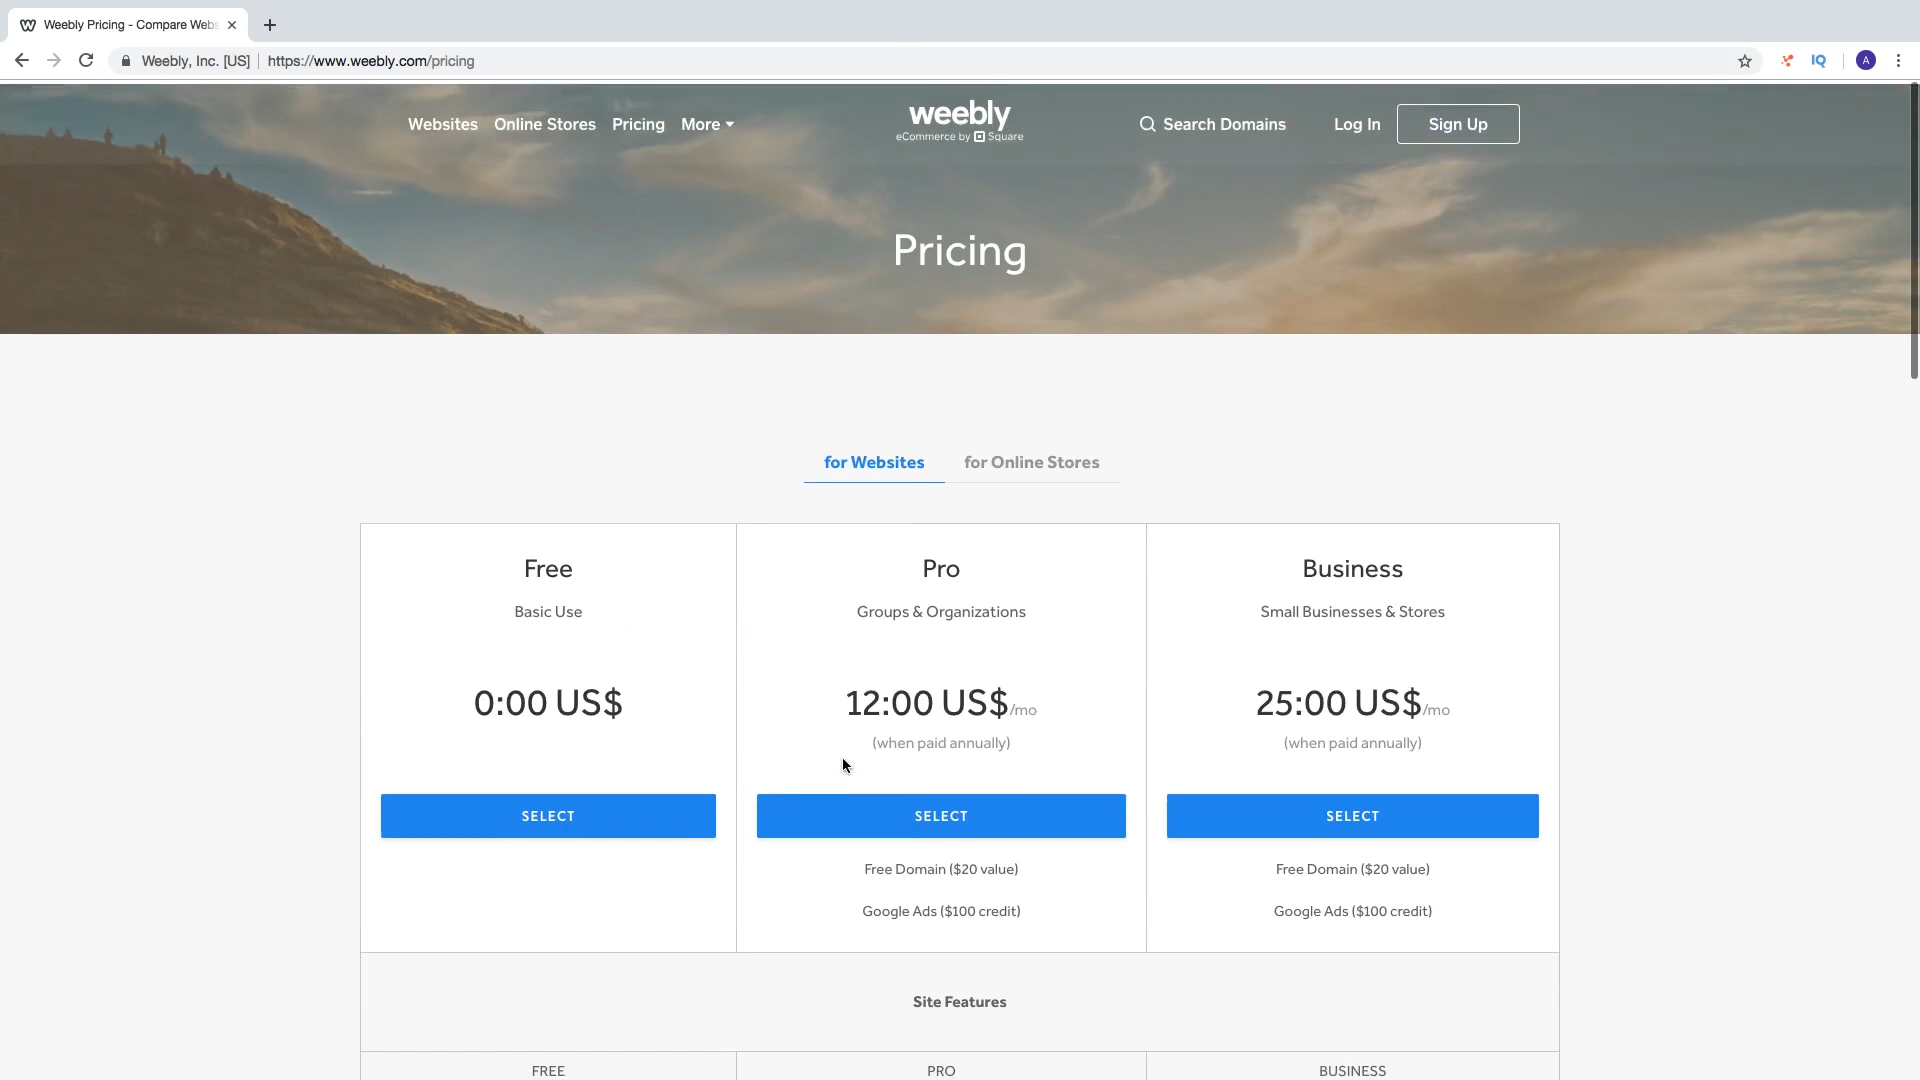 Weebly Pricing - Compare Webs
Weebly, Inc. [US] https://www.weebly.com/pricing
IQ
A
Websites Online Stores Pricing More
weebly
eCommerce by Square
Search Domains Log In Sign Up
Pricing
for Websites for Online Stores
Free
Basic Use
0:00 US$
SELECT
Pro
Groups & Organizations
12:00 US$/mo
(when paid annually)
SELECT
Free Domain ($20 value)
Google Ads ($100 credit)
Business
Small Businesses & Stores
25:00 US$/mo
(when paid annually)
SELECT
Free Domain ($20 value)
Google Ads ($100 credit)
Site Features
FREE PRO BUSINESS